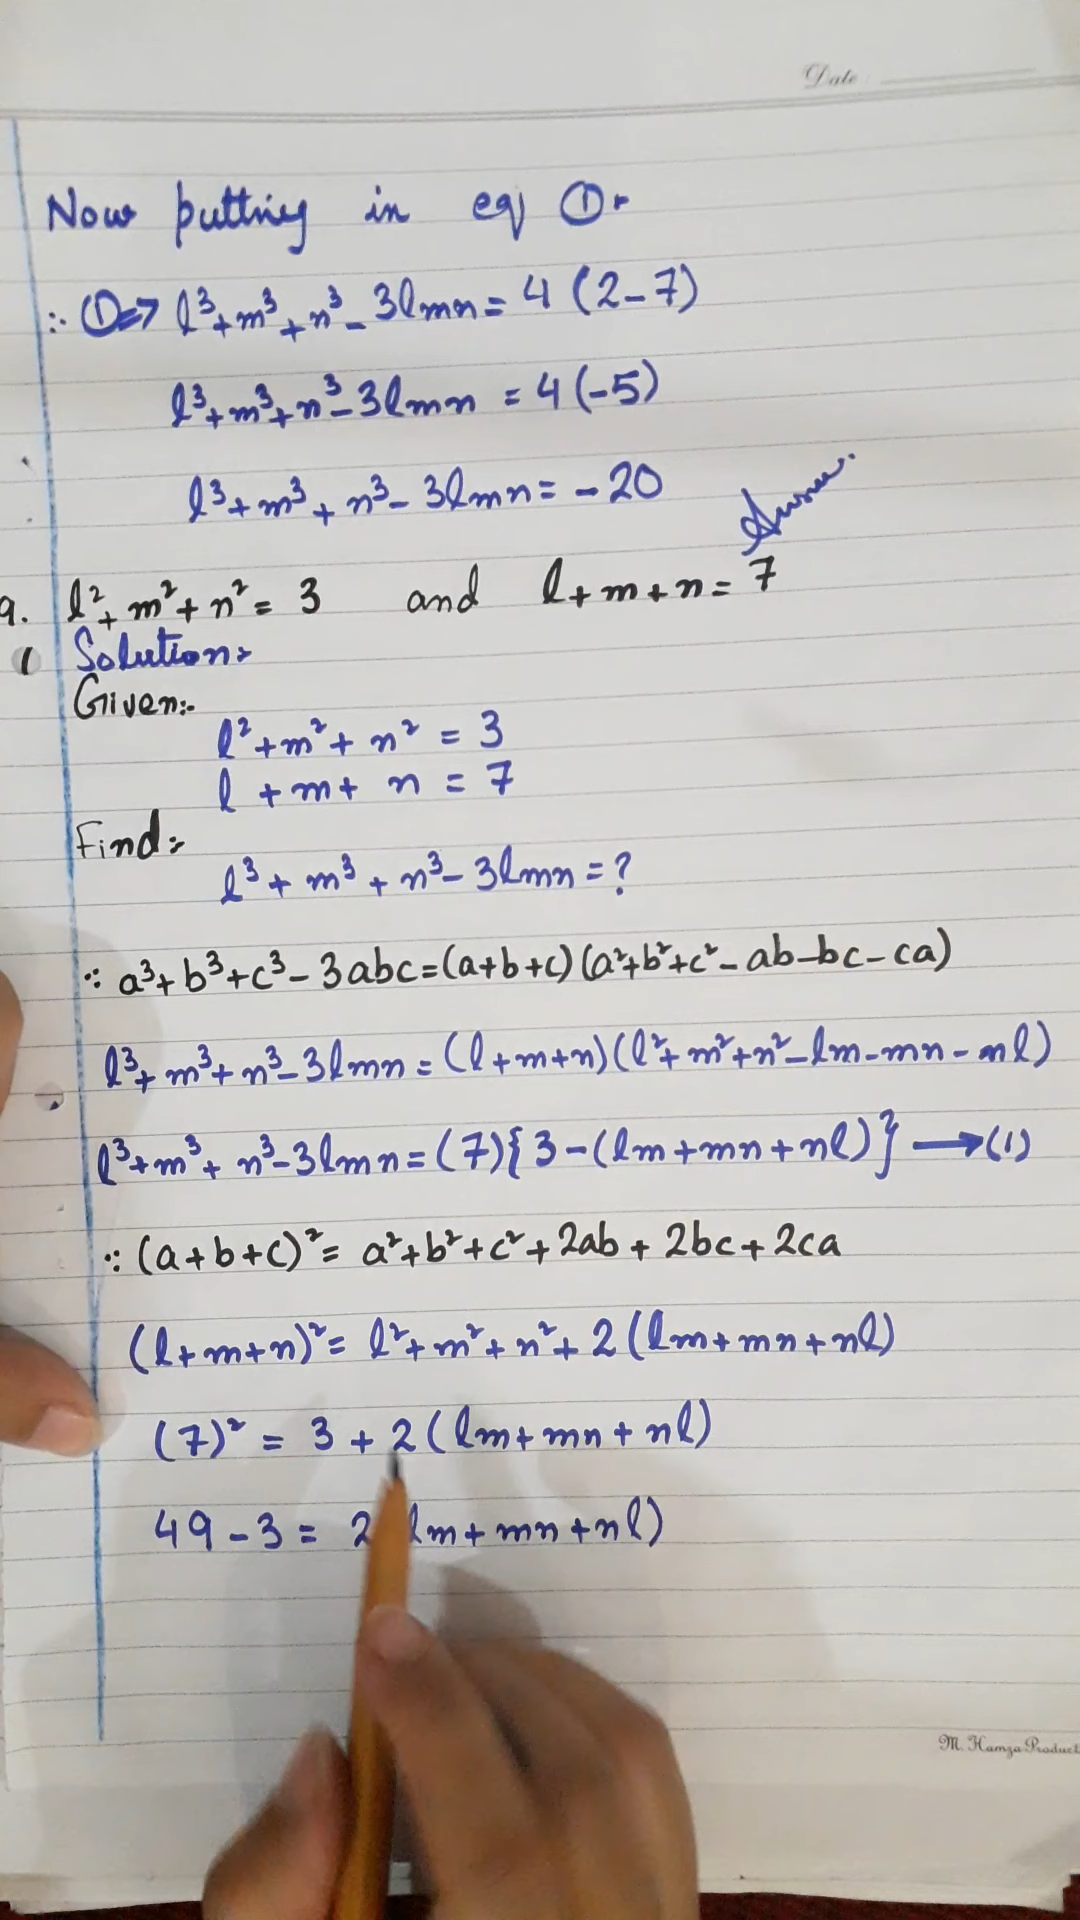 Date
Now putting in eq ①:-
∴ ①=> l³+m³+n³-3lmn = 4(2-7)
l³+m³+n³-3lmn = 4(-5)
l³+m³+n³-3lmn = -20
Answer.
9. l²+m²+n² = 3 and l+m+n = 7
Solution:-
Given:-
l²+m²+n² = 3
l+m+n = 7
Find:-
l³+m³+n³-3lmn = ?
∵ a³+b³+c³-3abc=(a+b+c)(a²+b²+c²-ab-bc-ca)
l³+m³+n³-3lmn = (l+m+n)(l²+m²+n²-lm-mn-nl)
l³+m³+n³-3lmn = (7){3-(lm+mn+nl)} ⟶(1)
∵ (a+b+c)² = a²+b²+c²+2ab+2bc+2ca
(l+m+n)² = l²+m²+n²+2(lm+mn+nl)
(7)² = 3+2(lm+mn+nl)
49-3 = 2 lm+mn+nl)
M. Hamza Product